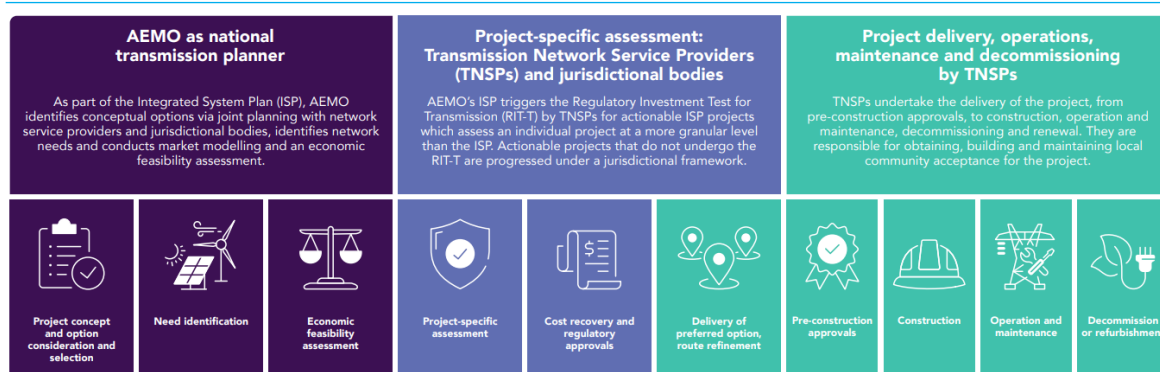 AEMO as national
transmission planner
As part of the Integrated System Plan (ISP), AEMO
identifies conceptual options via joint planning with network
service providers and jurisdictional bodies, identifies network
needs and conducts market modelling and an economic
feasibility assessment.
Project-specific assessment:
Transmission Network Service Providers
(TNSPs) and jurisdictional bodies
AEMO's ISP triggers the Regulatory Investment Test for
Transmission (RIT-T) by TNSPs for actionable ISP projects
which assess an individual project at a more granular level
than the ISP. Actionable projects that do not undergo the
RIT-T are progressed under a jurisdictional framework.
Project delivery, operations,
maintenance and decommissioning
by TNSPs
TNSPs undertake the delivery of the project, from
pre-construction approvals, to construction, operation and
maintenance, decommissioning and renewal. They are
responsible for obtaining, building and maintaining local
community acceptance for the project.
Project concept
and option
consideration and
selection
Need identification
Economic
feasibility
assessment
$
Project-specific
assessment
Cost recovery and
regulatory
approvals
Delivery of
preferred option,
route refinement
Pre-construction
approvals
Construction
Operation and
maintenance
Decommission
or refurbishment